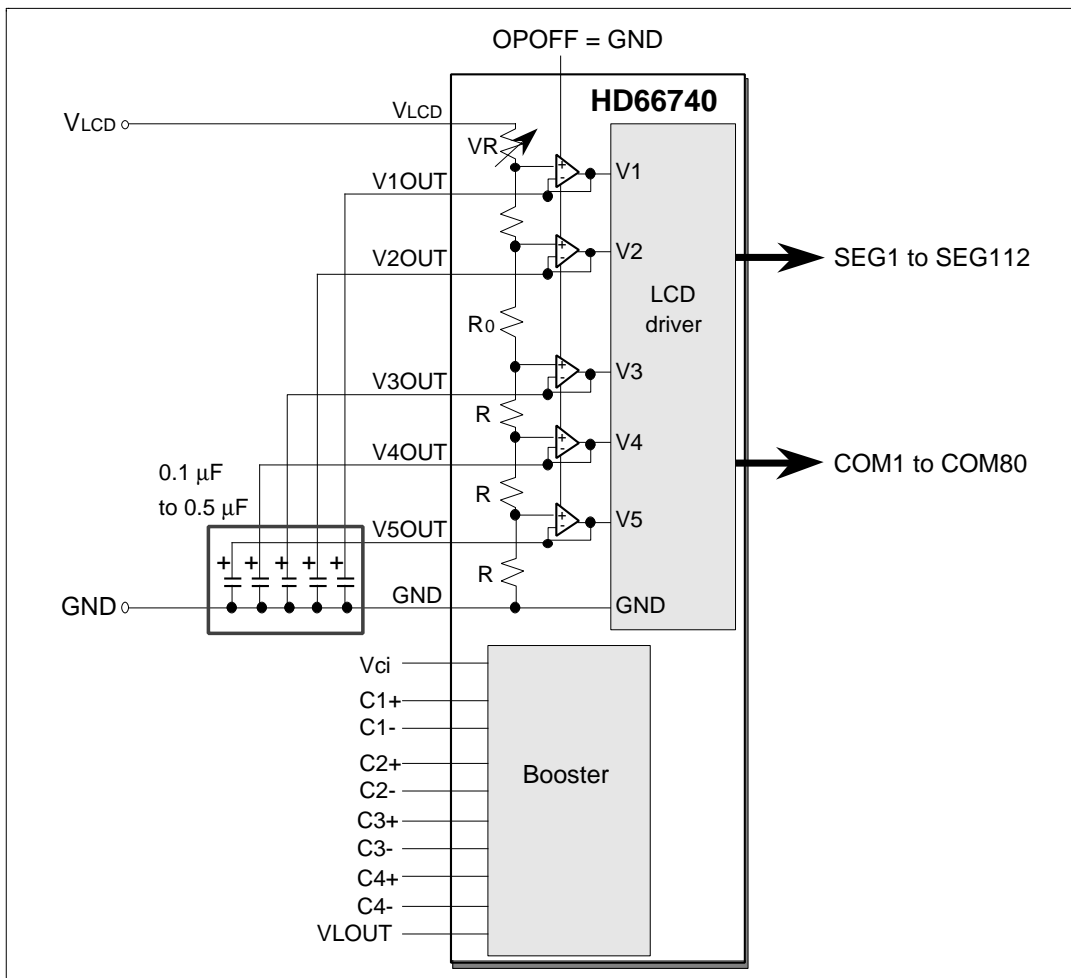 OPOFF = GND
HD66740
VLCD
VLCD
VR
+
-
V1
V1OUT
+
-
V2
V2OUT
SEG1 to SEG112
LCD
driver
R0
+
-
V3
V3OUT
R
+
-
V4
V4OUT
COM1 to COM80
0.1 µF
to 0.5 µF
R
+
-
V5
V5OUT
+ + + + +
R
GND
GND
GND
Vci
C1+
C1-
C2+
C2-
Booster
C3+
C3-
C4+
C4-
VLOUT